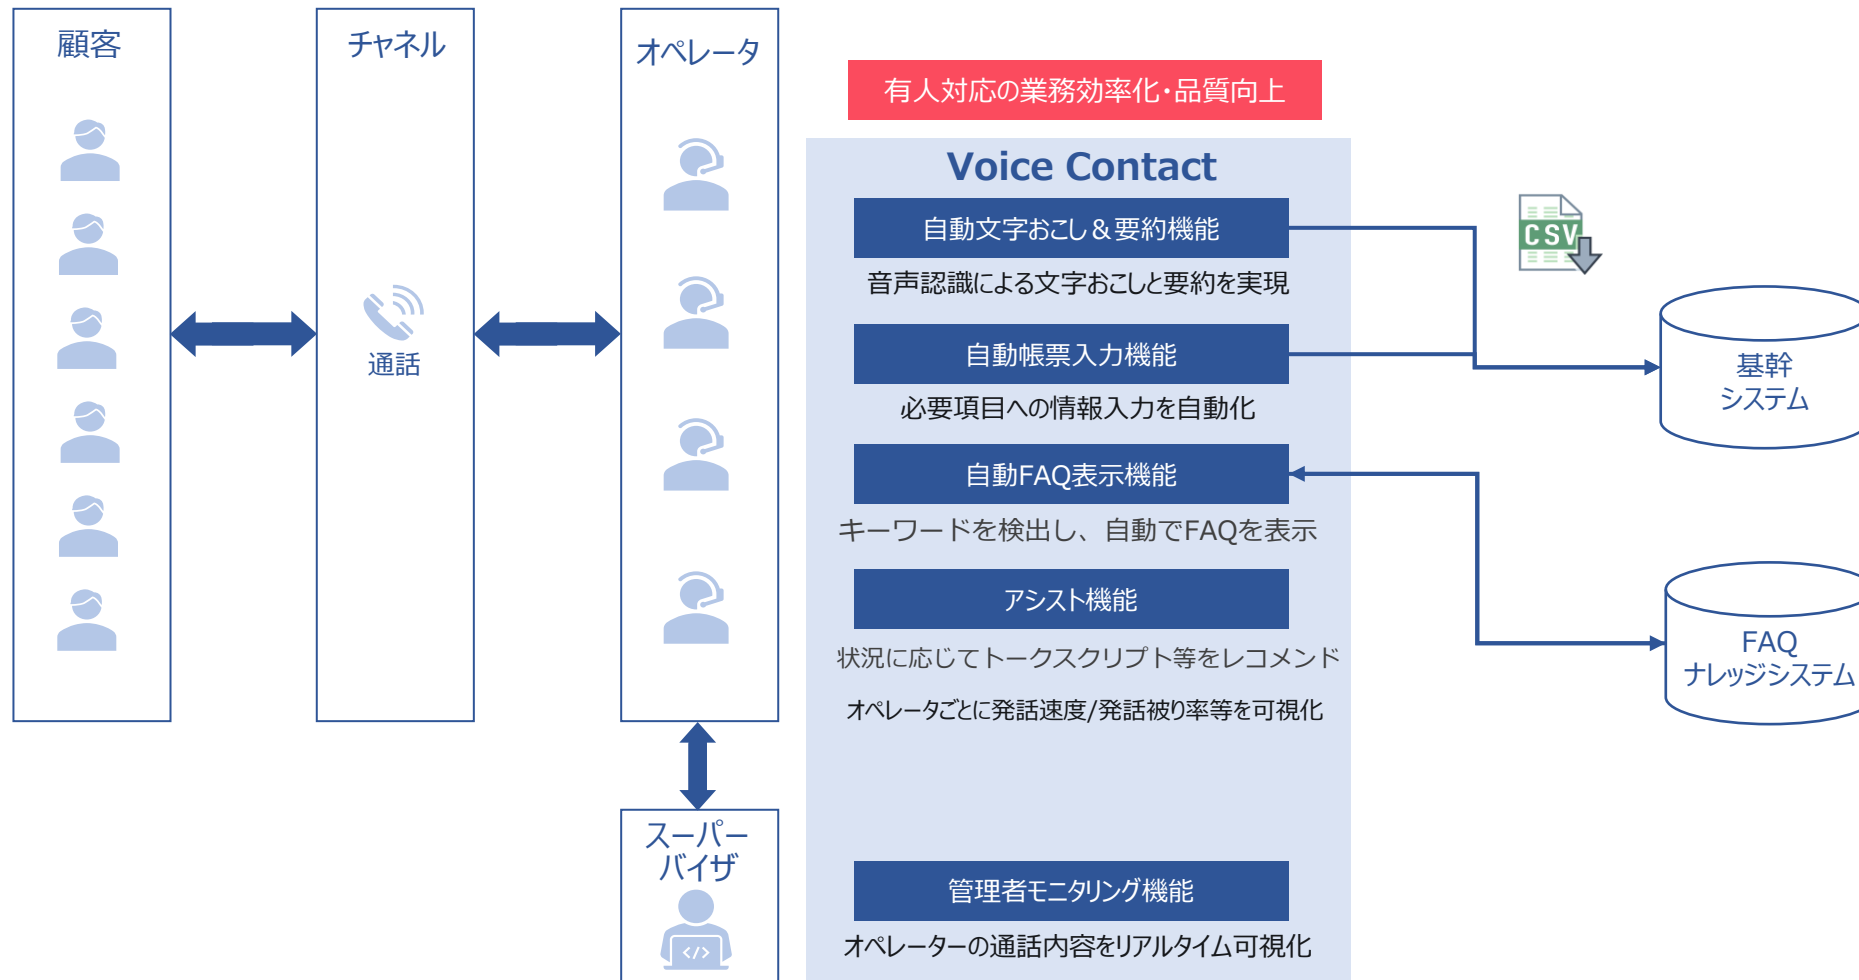 顧客
チャネル
オペレータ
通話
スーパー
バイザ
</>
有人対応の業務効率化・品質向上
Voice Contact
自動文字おこし＆要約機能
音声認識による文字おこしと要約を実現
自動帳票入力機能
必要項目への情報入力を自動化
自動FAQ表示機能
キーワードを検出し、自動でFAQを表示
アシスト機能
状況に応じてトークスクリプト等をレコメンド
オペレータごとに発話速度/発話被り率等を可視化
管理者モニタリング機能
オペレーターの通話内容をリアルタイム可視化
CSV
基幹
システム
FAQ
ナレッジシステム